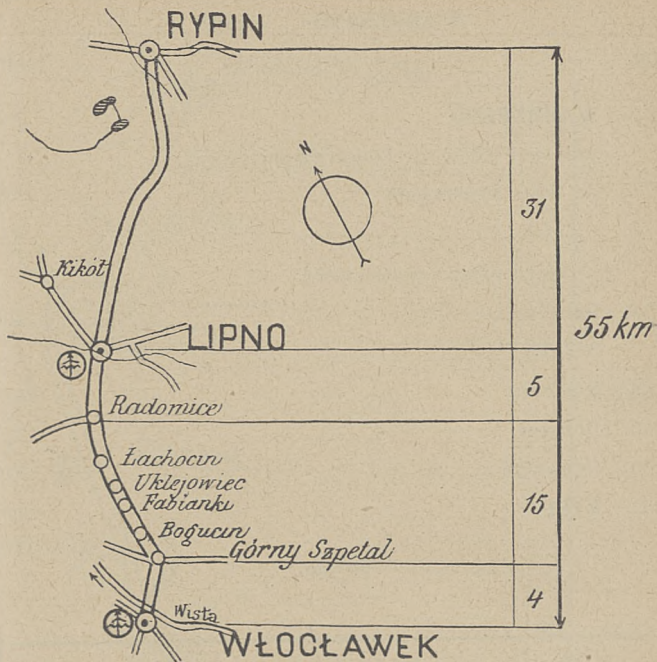 RYPIN
N
31
Kikół
55 km
LIPNO
5
Radomice
Łachocin
Uklejowiec
15
Fabianki
Bogucin
Górny Szpetal
4
Wisła
WŁOCŁAWEK